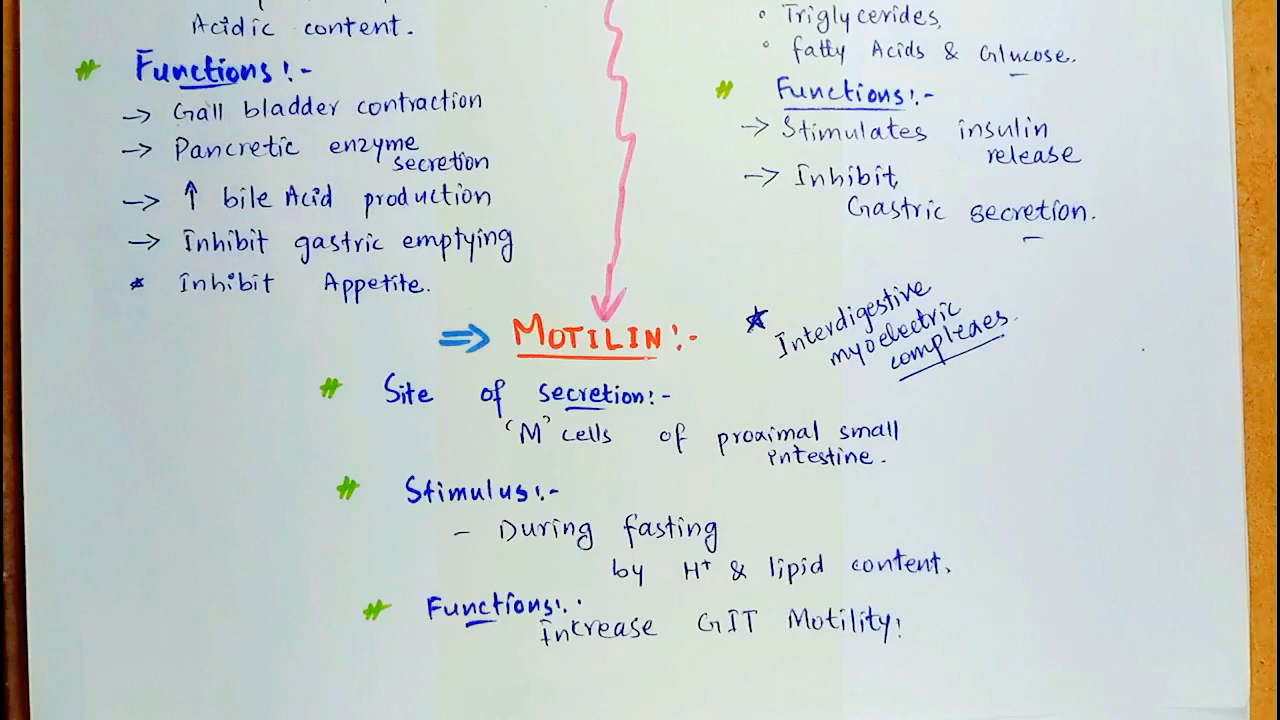 Acidic content.
# Functions:-
→ Gall bladder contraction
→ Pancretic enzyme
secretion
→ ↑ bile Acid production
→ Inhibit gastric emptying
* Inhibit Appetite.
• Triglycerides,
• fatty Acids & Glucose.
# Functions:-
→ Stimulates insulin
release
→ Inhibit
Gastric secretion.
⇒ MOTILIN:-
* Interdigestive
myoelectric
complexes.
# Site of secretion:-
'M' cells of proximal small
intestine.
# Stimulus:-
- During fasting
by H+ & lipid content.
# Functions:-
Increase GIT Motility!